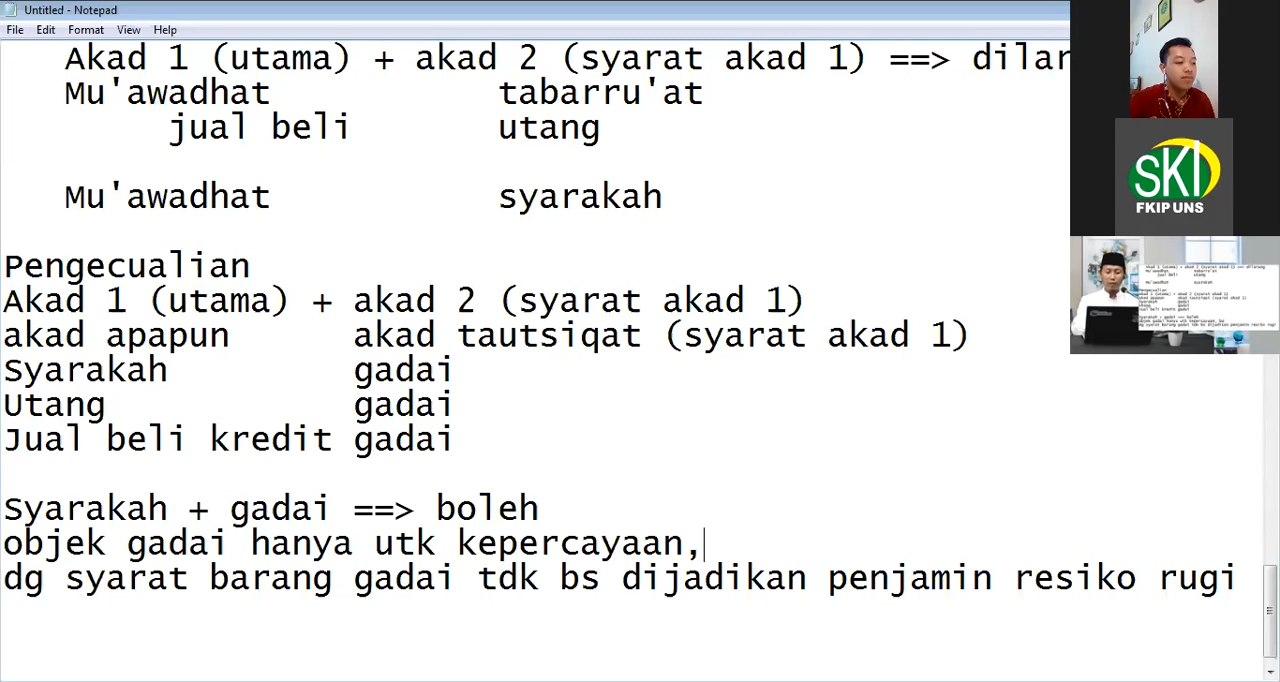 Untitled - Notepad
File Edit Format View Help
Akad 1 (utama) + akad 2 (syarat akad 1) ==> dilar
Mu'awadhat tabarru'at
jual beli utang
Mu'awadhat syarakah
Pengecualian
Akad 1 (utama) + akad 2 (syarat akad 1)
akad apapun akad tautsiqat (syarat akad 1)
Syarakah gadai
Utang gadai
Jual beli kredit gadai
Syarakah + gadai ==> boleh
objek gadai hanya utk kepercayaan,
dg syarat barang gadai tdk bs dijadikan penjamin resiko rugi
SKI
FKIP UNS